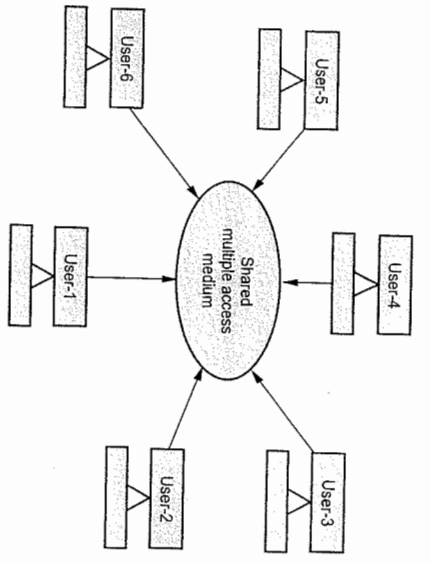 User-4
User-5
User-3
Shared
multiple access
medium
User-6
User-2
User-1